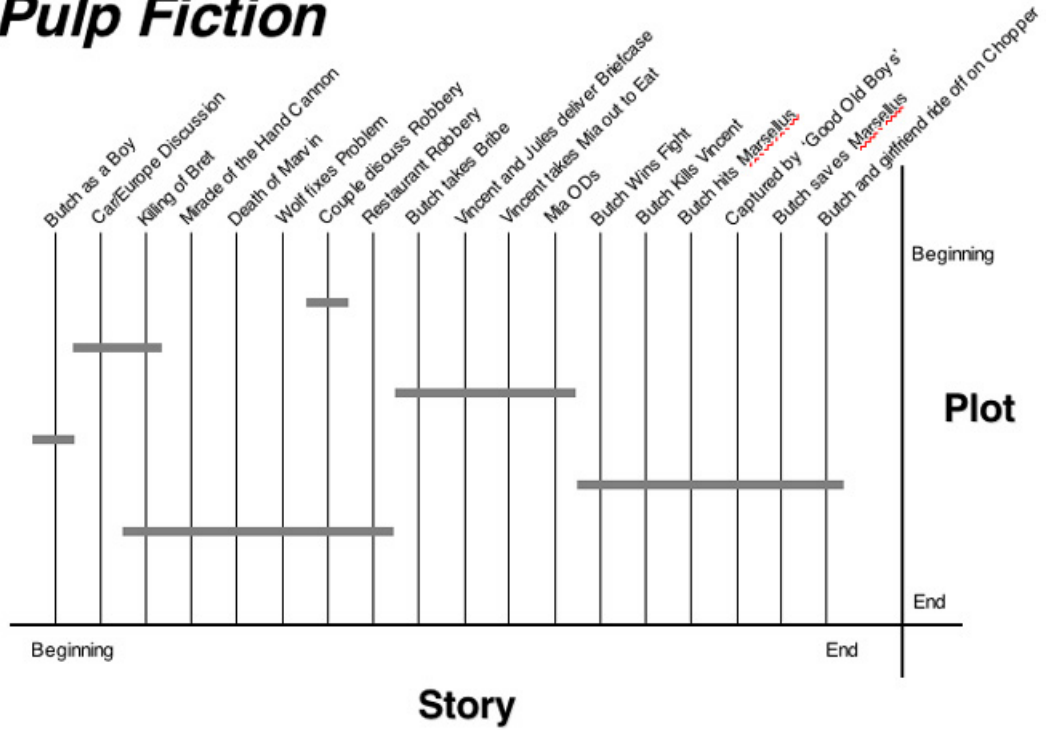 Pulp Fiction
Butch as a Boy
Car/Europe Discussion
Killing of Bret
Miracle of the Hand Cannon
Death of Marvin
Wolf fixes Problem
Couple discuss Robbery
Restaurant Robbery
Butch takes Bribe
Vincent and Jules deliver Briefcase
Vincent takes Mia out to Eat
Mia ODs
Butch Wins Fight
Butch Kills Vincent
Butch hits Marsellus
Captured by 'Good Old Boys'
Butch saves Marsellus
Butch and girlfriend ride off on Chopper
Beginning
Plot
End
Beginning
End
Story